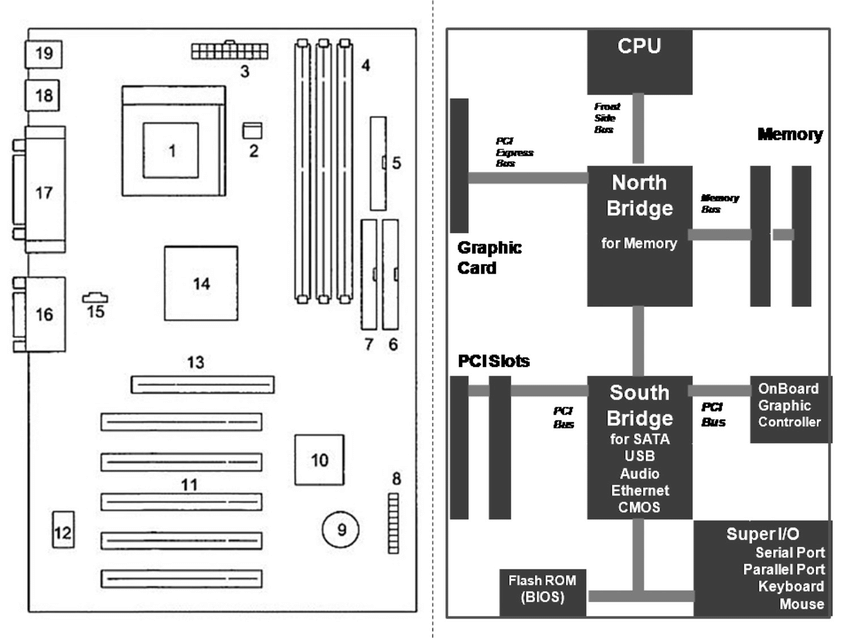 19
18
17
16
15
3
4
1
2
5
14
7
6
13
11
10
8
12
9
CPU
Front
Side
Bus
PCI
Express
Bus
Memory
North
Bridge
for Memory
Memory
Bus
Graphic
Card
PCI Slots
PCI
Bus
South
Bridge
for SATA
USB
Audio
Ethernet
CMOS
PCI
Bus
OnBoard
Graphic
Controller
Flash ROM
(BIOS)
Super I/O
Serial Port
Parallel Port
Keyboard
Mouse